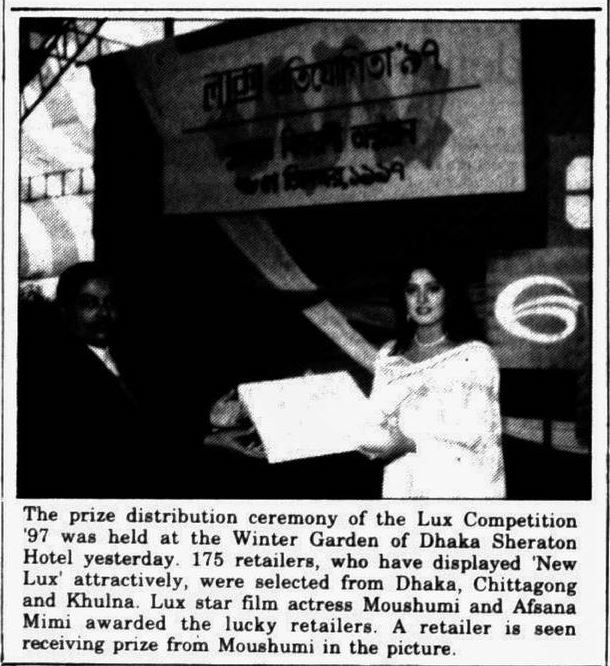 লাক্স প্রতিযোগিতা '৯৭
১৯৯৭
The prize distribution ceremony of the Lux Competition
'97 was held at the Winter Garden of Dhaka Sheraton
Hotel yesterday. 175 retailers, who have displayed 'New
Lux' attractively, were selected from Dhaka, Chittagong
and Khulna. Lux star film actress Moushumi and Afsana
Mimi awarded the lucky retailers. A retailer is seen
receiving prize from Moushumi in the picture.